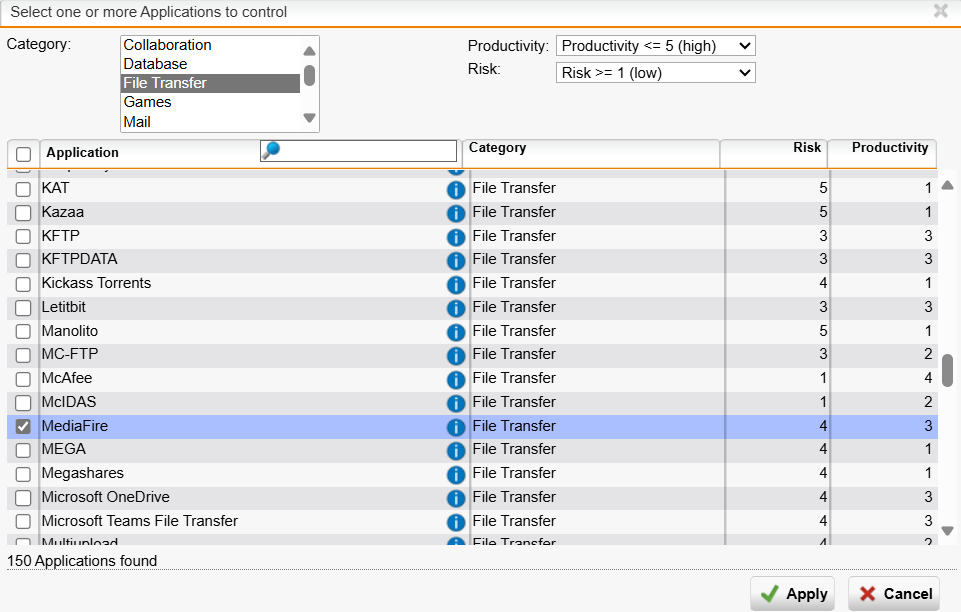 Select one or more Applications to control
Category:
Collaboration
Database
File Transfer
Games
Mail
Productivity: Productivity <= 5 (high)
Risk: Risk >= 1 (low)
Application Category Risk Productivity
KAT File Transfer 5 1
Kazaa File Transfer 5 1
KFTP File Transfer 3 3
KFTPDATA File Transfer 3 3
Kickass Torrents File Transfer 4 1
Letitbit File Transfer 3 3
Manolito File Transfer 5 1
MC-FTP File Transfer 3 2
McAfee File Transfer 1 4
McIDAS File Transfer 1 2
MediaFire File Transfer 4 3
MEGA File Transfer 4 1
Megashares File Transfer 4 1
Microsoft OneDrive File Transfer 4 3
Microsoft Teams File Transfer File Transfer 4 3
Multiupload File Transfer 4 2
150 Applications found
Apply Cancel